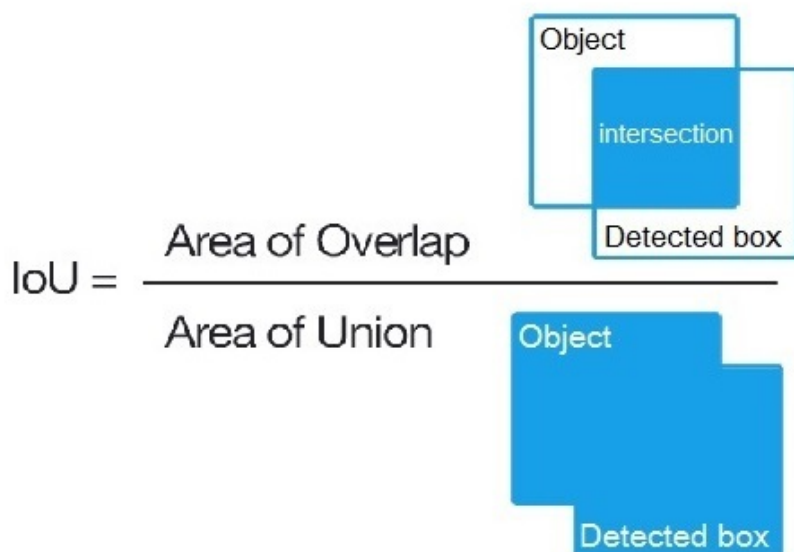 Object
intersection
Detected box
IoU =
Area of Overlap
Area of Union
Object
Detected box